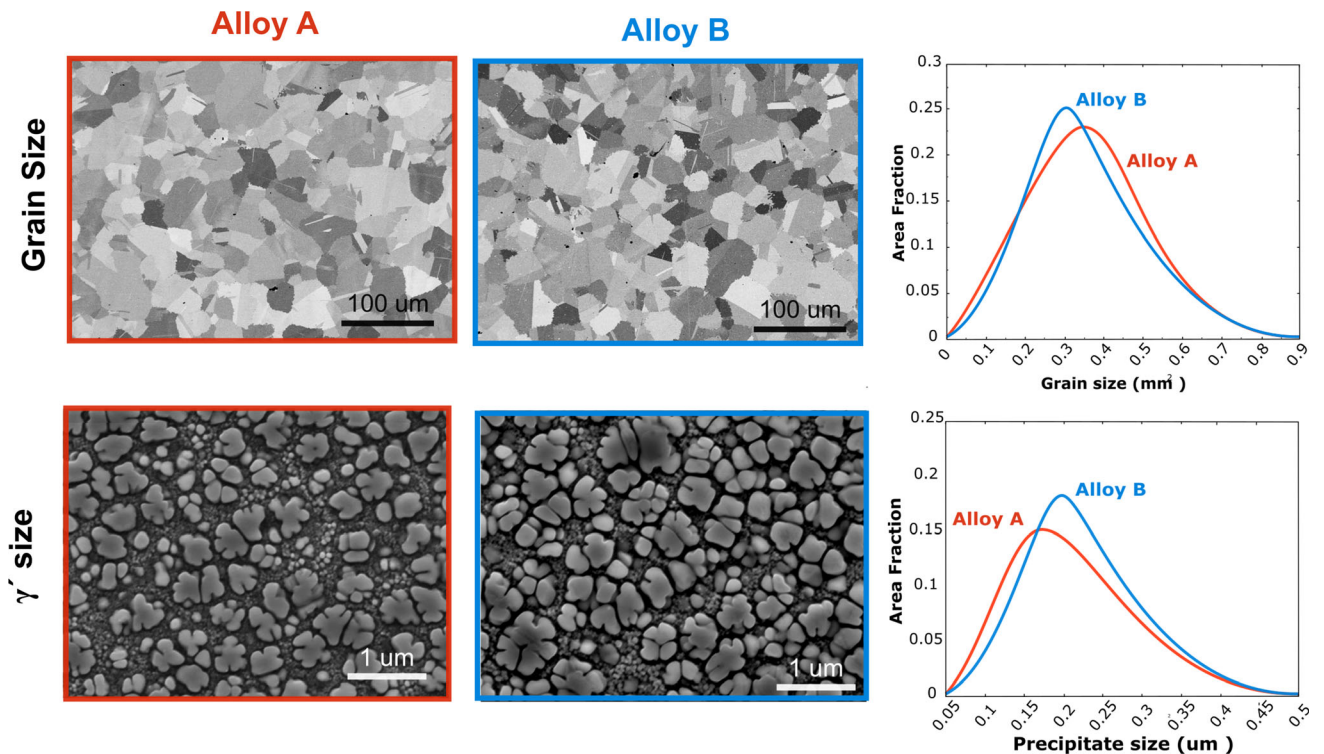 Alloy A
Alloy B
Grain Size
100 um
100 um
0.3
0.25
0.2
0.15
0.1
0.05
0
Area Fraction
Alloy B
Alloy A
0
0.1
0.2
0.3
0.4
0.5
0.6
0.7
0.8
0.9
Grain size (mm²)
γ´ size
1 um
1 um
0.25
0.2
0.15
0.1
0.05
0
Area Fraction
Alloy B
Alloy A
0.05
0.1
0.15
0.2
0.25
0.3
0.35
0.4
0.45
0.5
Precipitate size (um )